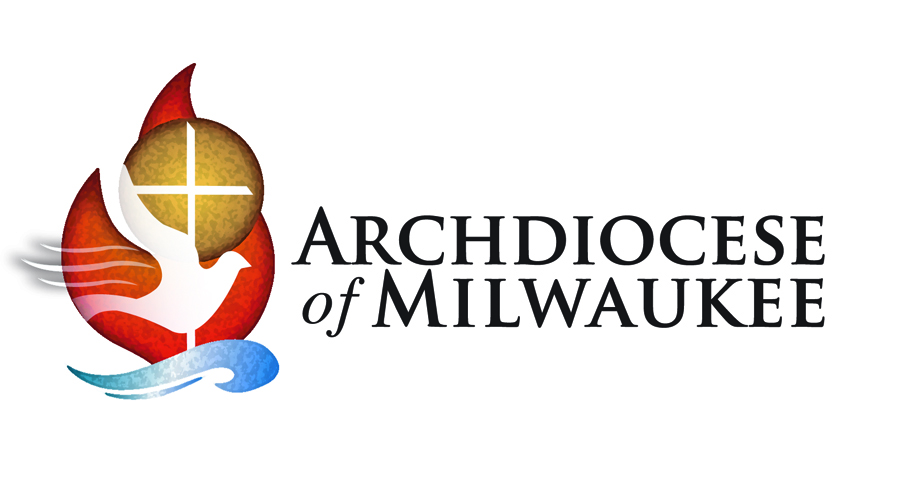 ARCHDIOCESE
of MILWAUKEE